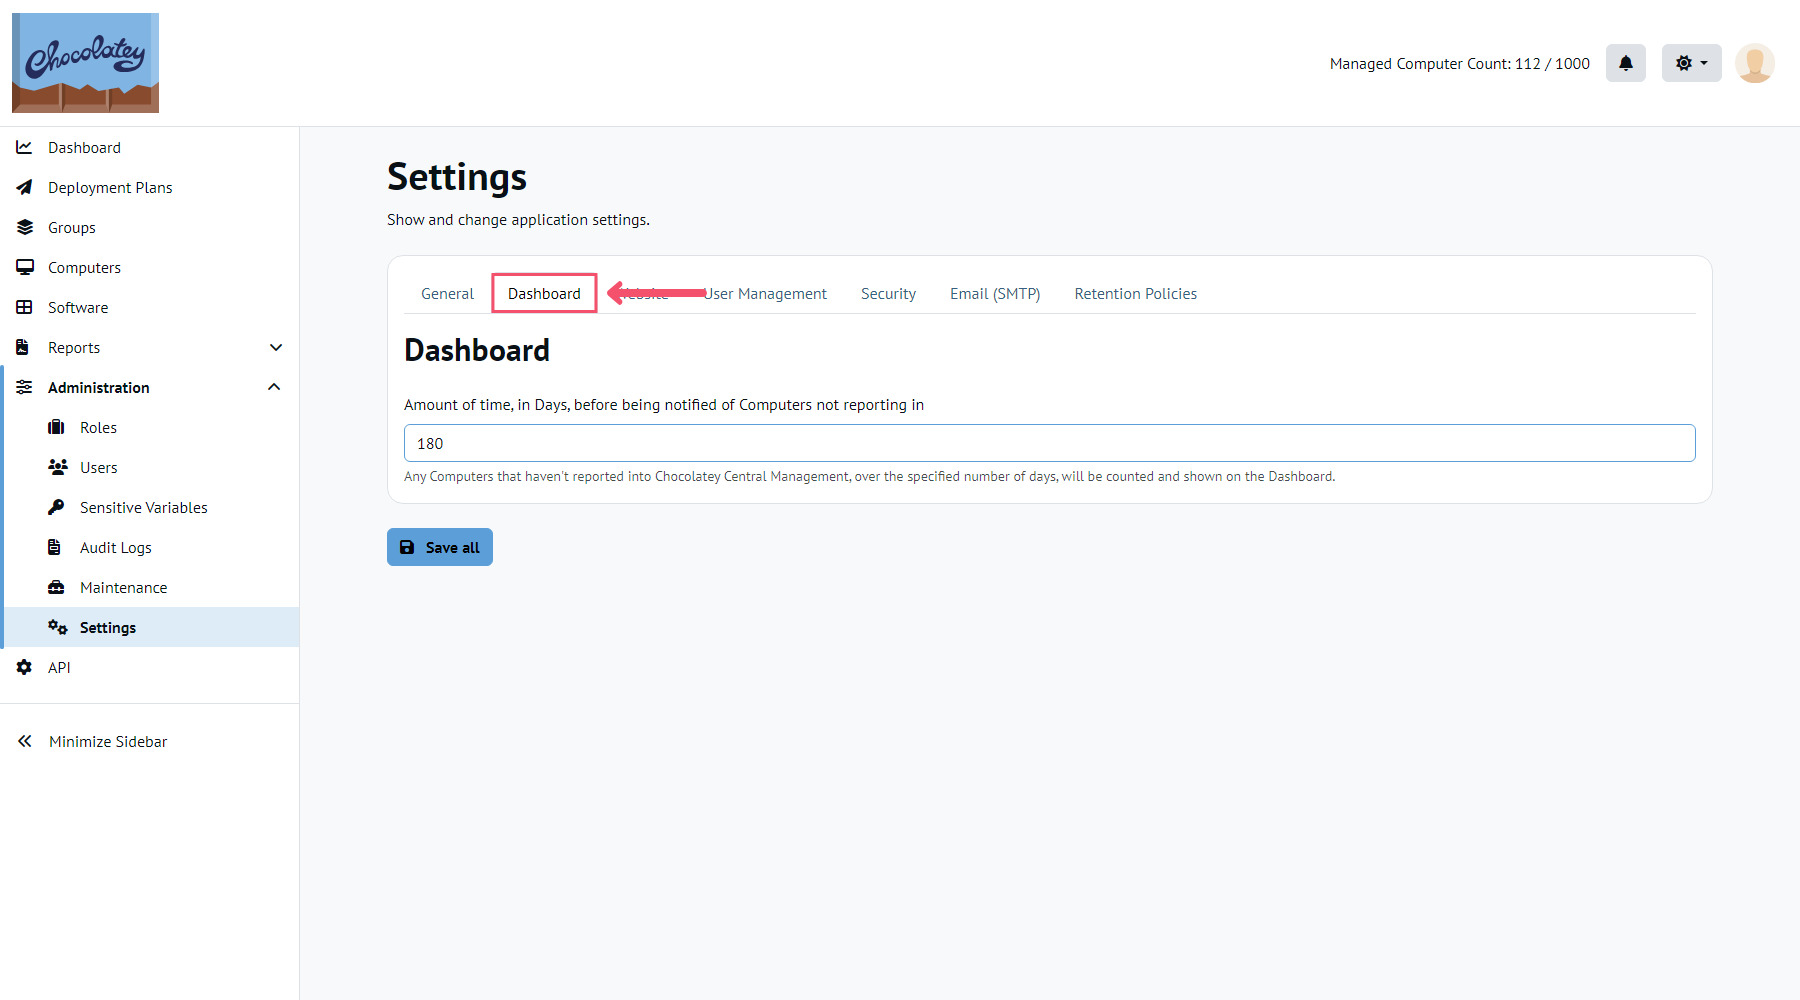 Chocolatey
Managed Computer Count: 112 / 1000
Dashboard
Deployment Plans
Groups
Computers
Software
Reports
Administration
Roles
Users
Sensitive Variables
Audit Logs
Maintenance
Settings
API
Minimize Sidebar
Settings
Show and change application settings.
General Dashboard Website User Management Security Email (SMTP) Retention Policies
Dashboard
Amount of time, in Days, before being notified of Computers not reporting in
180
Any Computers that haven't reported into Chocolatey Central Management, over the specified number of days, will be counted and shown on the Dashboard.
Save all